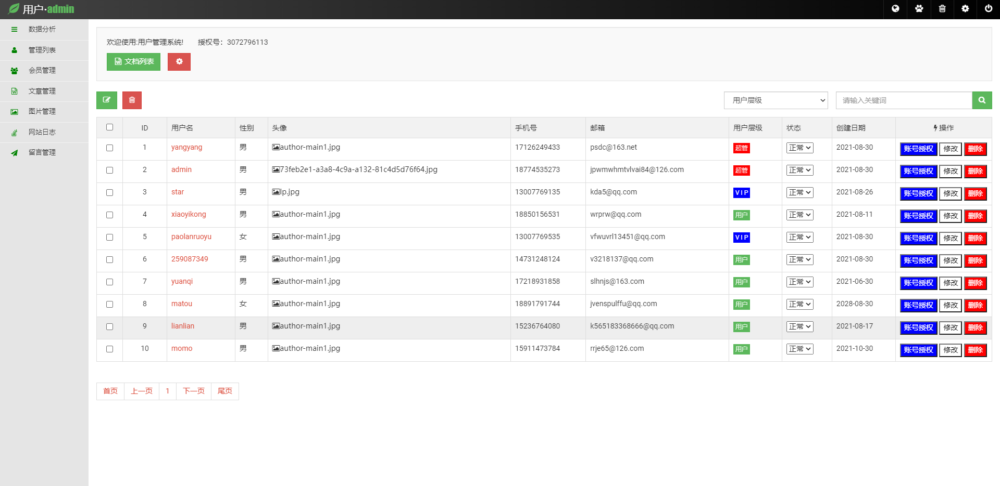 用户·admin
数据分析
管理列表
会员管理
文章管理
图片管理
网站日志
留言管理
欢迎使用:用户管理系统! 授权号：3072796113
文档列表
用户层级 请输入关键词
ID 用户名 性别 头像 手机号 邮箱 用户层级 状态 创建日期 操作
1 yangyang 男 author-main1.jpg 17126249433 psdc@163.net 超管 正常 2021-08-30 账号授权 修改 删除
2 admin 男 73feb2e1-a3a8-4c9a-a132-81c4d5d76f64.jpg 18774535273 jpwmwhmtvlvai84@126.com 超管 正常 2021-08-30 账号授权 修改 删除
3 star 男 lp.jpg 13007769135 kda5@qq.com VIP 正常 2021-08-26 账号授权 修改 删除
4 xiaoyikong 男 author-main1.jpg 18850156531 wrprw@qq.com 用户 正常 2021-08-11 账号授权 修改 删除
5 paolanruoyu 女 author-main1.jpg 13007769535 vfwuvrl13451@qq.com VIP 正常 2021-08-30 账号授权 修改 删除
6 259087349 男 author-main1.jpg 14731248124 v3218137@qq.com 用户 正常 2021-08-30 账号授权 修改 删除
7 yuanqi 男 author-main1.jpg 17218931858 slhnjs@163.com 用户 正常 2021-06-30 账号授权 修改 删除
8 matou 女 author-main1.jpg 18891791744 jvenspulffu@qq.com 用户 正常 2028-08-30 账号授权 修改 删除
9 lianlian 男 author-main1.jpg 15236764080 k565183368666@qq.com 用户 正常 2021-08-17 账号授权 修改 删除
10 momo 男 author-main1.jpg 15911473784 rrje65@126.com 用户 正常 2021-10-30 账号授权 修改 删除
首页 上一页 1 下一页 尾页